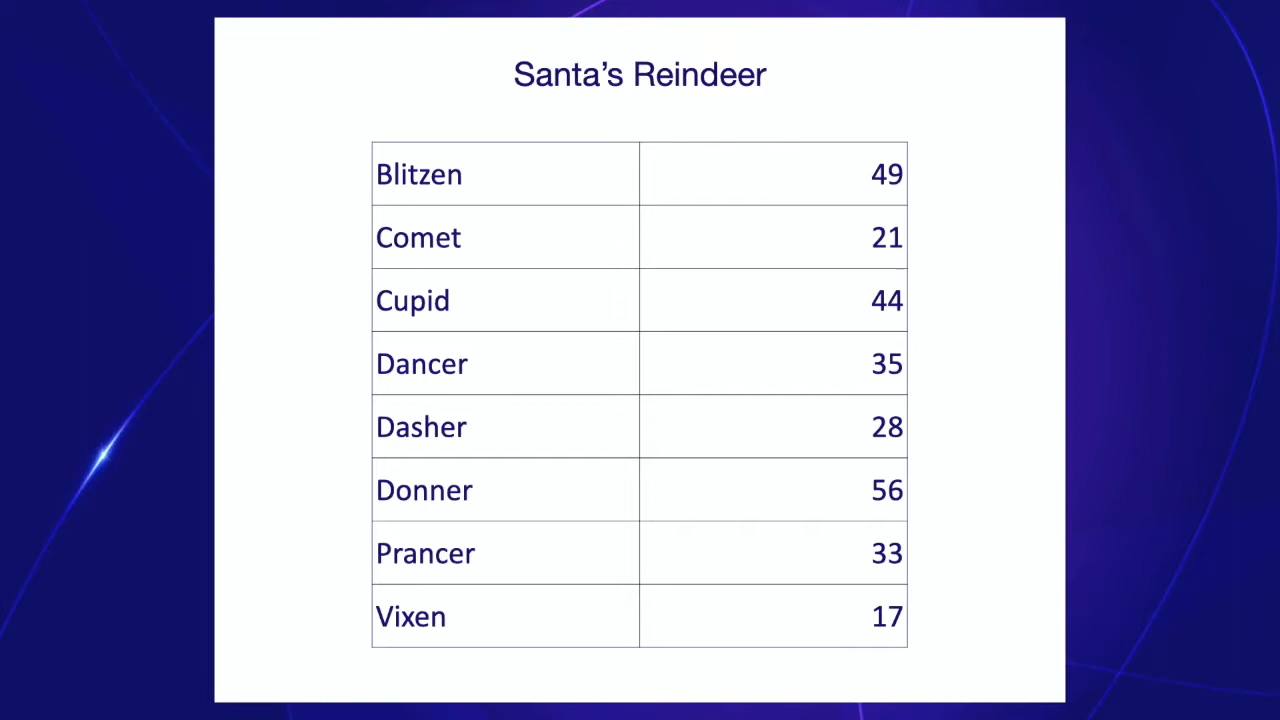 Santa’s Reindeer
Blitzen 49
Comet 21
Cupid 44
Dancer 35
Dasher 28
Donner 56
Prancer 33
Vixen 17